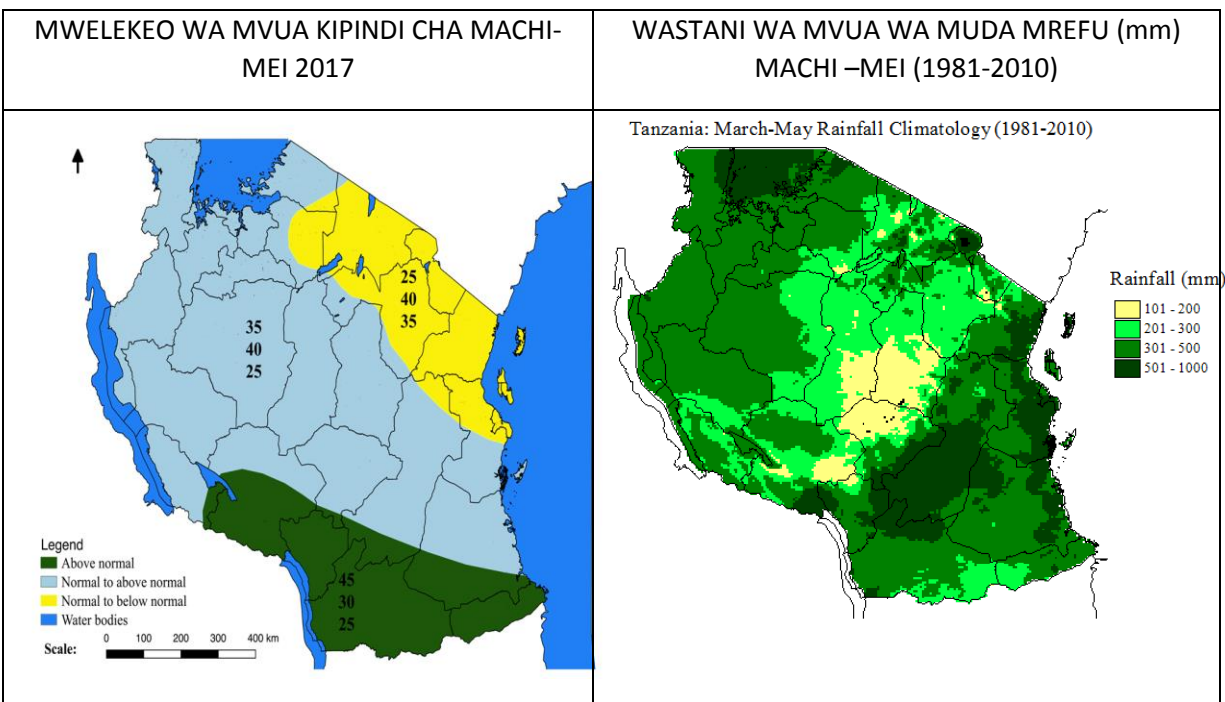 MWELEKEO WA MVUA KIPINDI CHA MACHI-
MEI 2017
WASTANI WA MVUA WA MUDA MREFU (mm)
MACHI –MEI (1981-2010)
25
40
35
35
40
25
45
30
25
Legend
Above normal
Normal to above normal
Normal to below normal
Water bodies
Scale:
0 100 200 300 400 km
Tanzania: March-May Rainfall Climatology (1981-2010)
Rainfall (mm)
101 - 200
201 - 300
301 - 500
501 - 1000